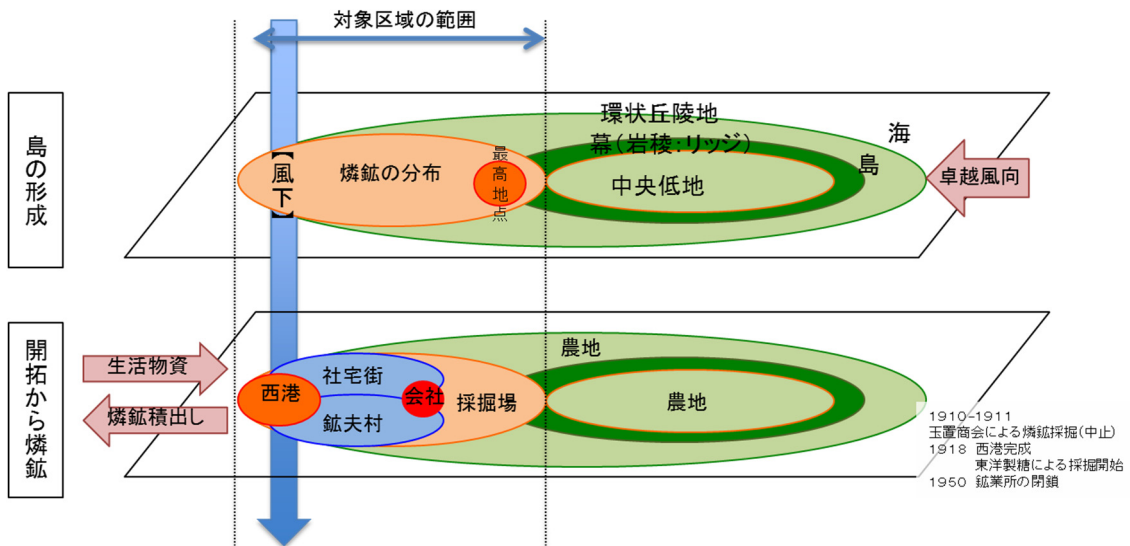 対象区域の範囲
島の形成
【風下】
燐鉱の分布
最高地点
環状丘陵地
幕(岩稜:リッジ)
中央低地
島
海
卓越風向
開拓から燐鉱
生活物資
燐鉱積出し
西港
社宅街
鉱夫村
会社
採掘場
農地
農地
1910-1911
玉置商会による燐鉱採掘(中止)
1918 西港完成
東洋製糖による採掘開始
1950 鉱業所の閉鎖